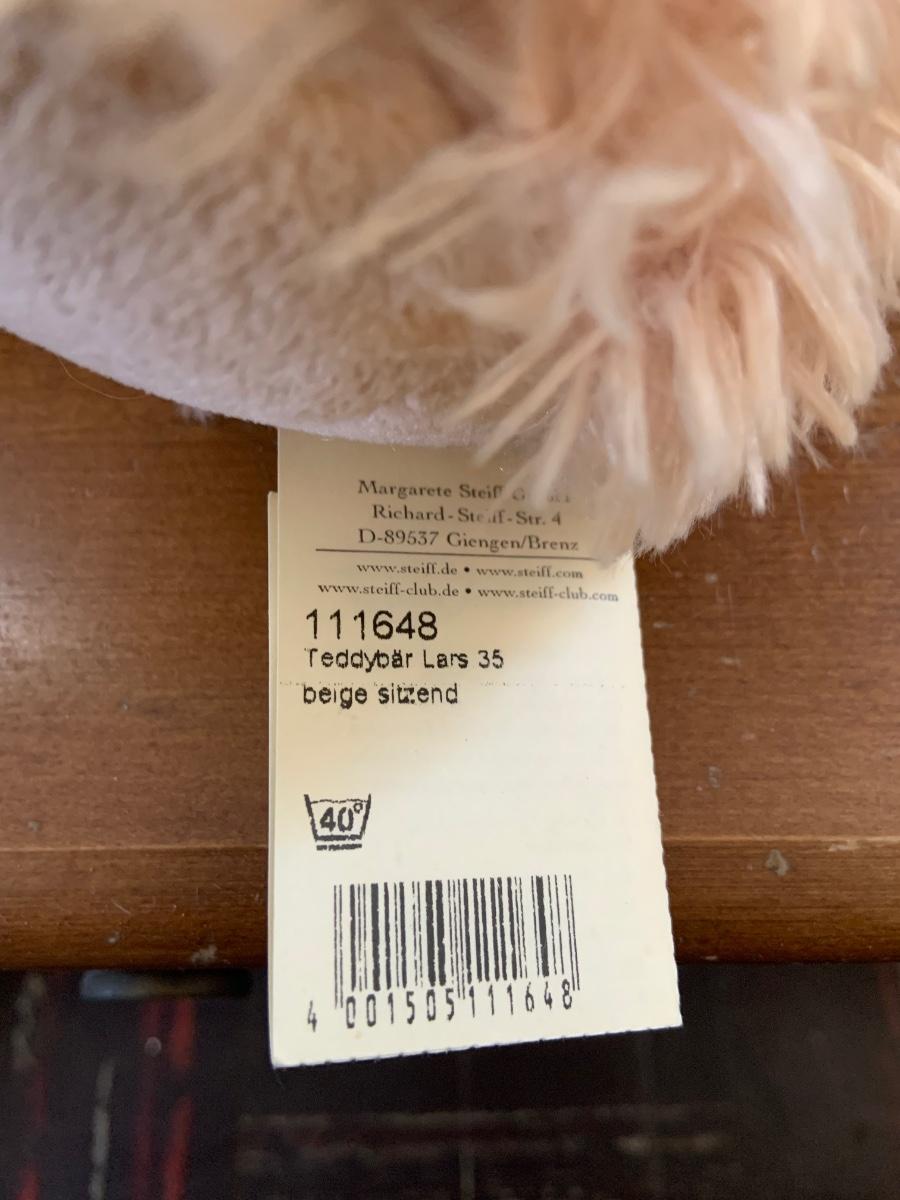 Margarete Steiff
Richard-Steiff-Str. 4
D-89537 Giengen/Brenz
www.steiff.de • www.steiff.com
www.steiff-club.de • www.steiff-club.com
111648
Teddybär Lars 35
beige sitzend
40°
4 001505 111648